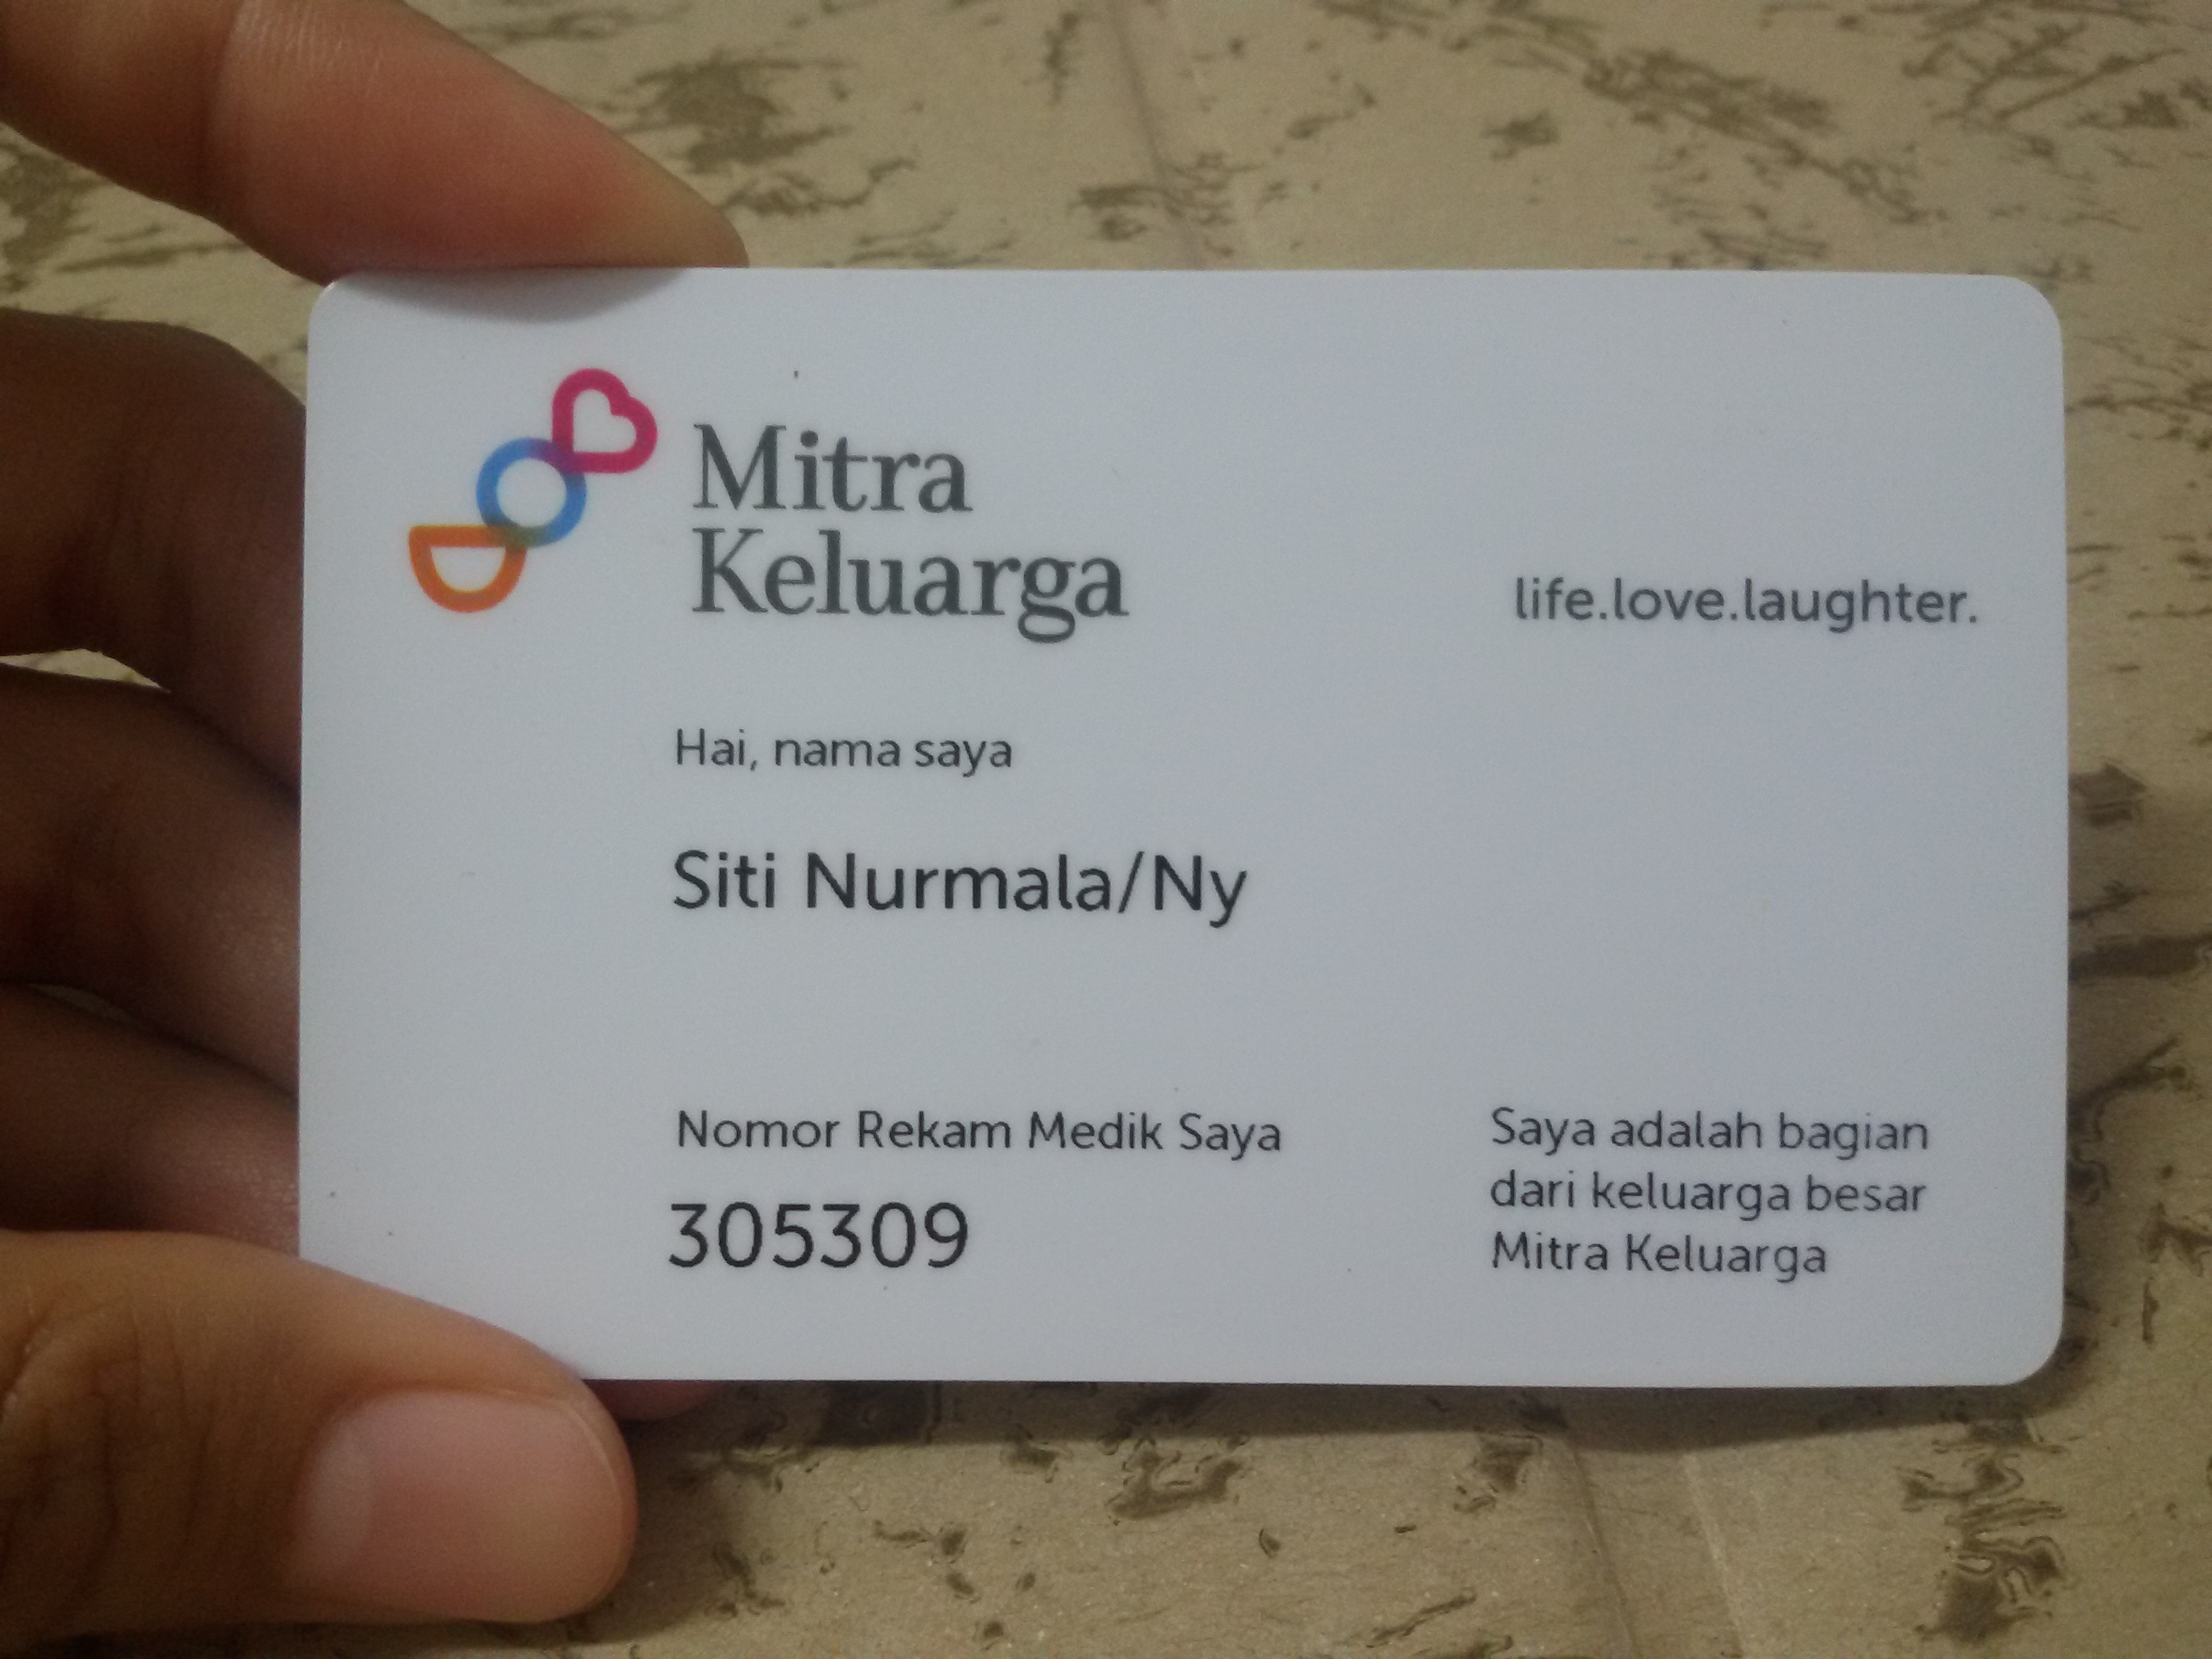 Mitra
Keluarga
life.love.laughter.
Hai, nama saya
Siti Nurmala/Ny
Nomor Rekam Medik Saya
305309
Saya adalah bagian
dari keluarga besar
Mitra Keluarga